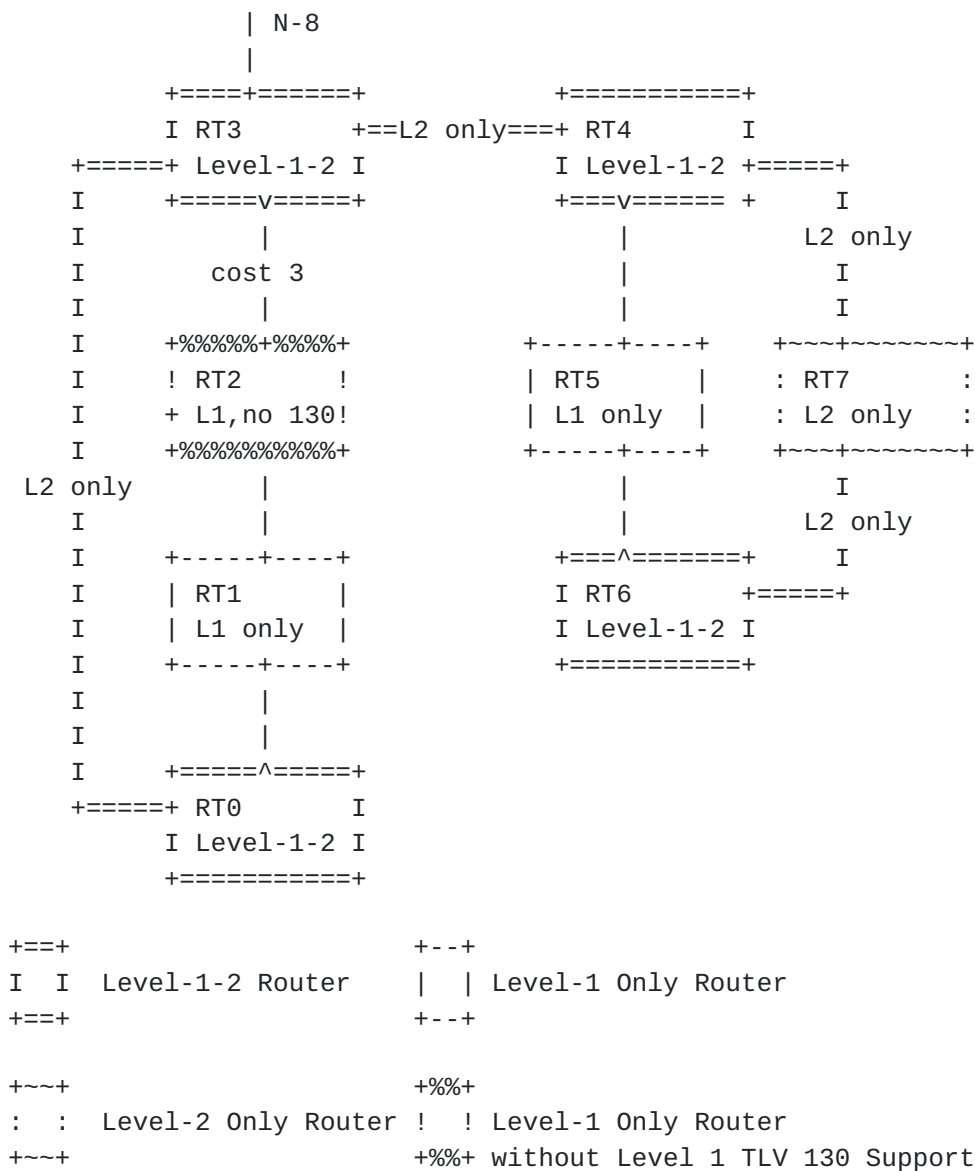 | N-8
|
+====+======+ +===========+
I RT3 +==L2 only===+ RT4 I
+=====+ Level-1-2 I I Level-1-2 +=====+
I +=====v=====+ +===v====== + I
I | | L2 only
I cost 3 | I
I | | I
I +%%%%%+%%%%+ +-----+----+ +~~~+~~~~~~~+
I ! RT2 ! | RT5 | : RT7 :
I + L1,no 130! | L1 only | : L2 only :
I +%%%%%%%%%%+ +-----+----+ +~~~+~~~~~~~+
L2 only | | I
I | | L2 only
I +-----+----+ +===^=======+ I
I | RT1 | I RT6 +=====+
I | L1 only | I Level-1-2 I
I +-----+----+ +===========+
I |
I |
I +=====^=====+
+=====+ RT0 I
I Level-1-2 I
+===========+
+==+ +--+
I I Level-1-2 Router | | Level-1 Only Router
+==+ +--+
+~~+ +%%+
: : Level-2 Only Router ! ! Level-1 Only Router
+~~+ +%%+ without Level 1 TLV 130 Support